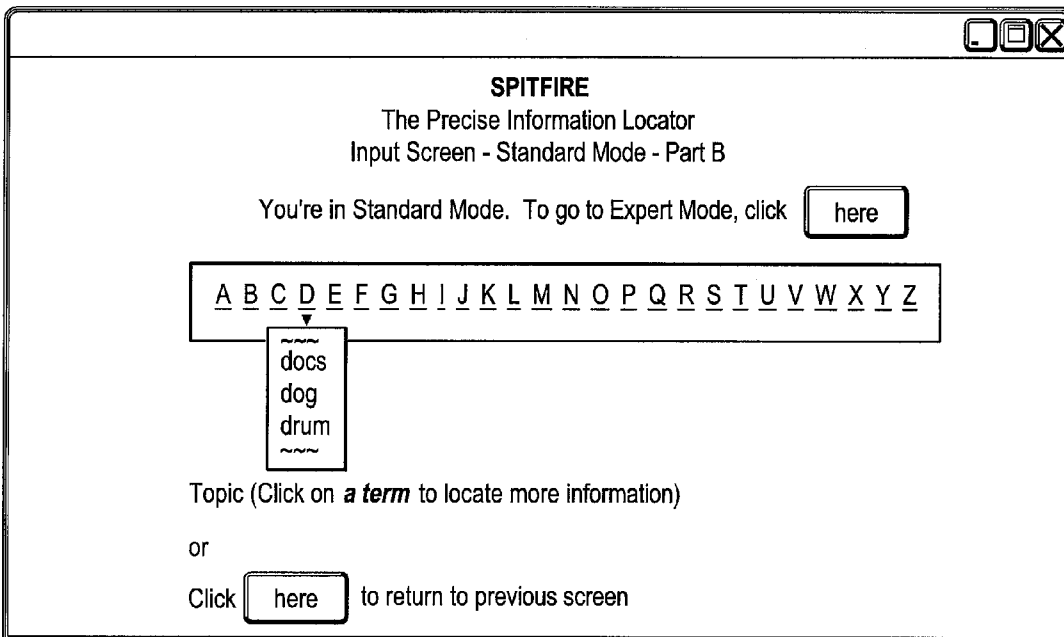 SPITFIRE
The Precise Information Locator
Input Screen - Standard Mode - Part B
You're in Standard Mode. To go to Expert Mode, click here
A B C D E F G H I J K L M N O P Q R S T U V W X Y Z
~~~
docs
dog
drum
~~~
Topic (Click on a term to locate more information)
or
Click here to return to previous screen